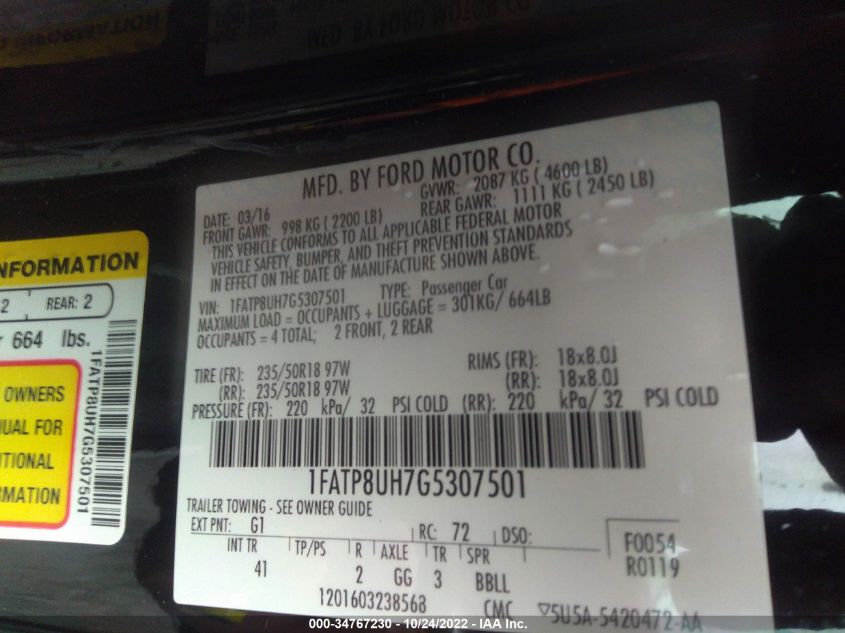 INFORMATION
MFD. BY FORD MOTOR CO.
DATE: 03/16 GVWR: 2087 KG ( 4600 LB)
FRONT GAWR: 998 KG ( 2200 LB) REAR GAWR: 1111 KG ( 2450 LB)
THIS VEHICLE CONFORMS TO ALL APPLICABLE FEDERAL MOTOR
VEHICLE SAFETY, BUMPER, AND THEFT PREVENTION STANDARDS
IN EFFECT ON THE DATE OF MANUFACTURE SHOWN ABOVE.
VIN: 1FATP8UH7G5307501 TYPE: Passenger Car
MAXIMUM LOAD = OCCUPANTS + LUGGAGE = 301KG/ 664LB
OCCUPANTS = 4 TOTAL; 2 FRONT, 2 REAR
TIRE (FR): 235/50R18 97W RIMS (FR): 18x8.0J
(RR): 235/50R18 97W (RR): 18x8.0J
PRESSURE (FR): 220 kPa/ 32 PSI COLD (RR): 220 kPa/ 32 PSI COLD
1FATP8UH7G5307501
TRAILER TOWING - SEE OWNER GUIDE
EXT PNT: G1 RC: 72 DSO: F0054
INT TR TP/PS R AXLE TR SPR R0119
41 2 GG 3 BBLL
1201603238568 CMC 5U5A-5420472-AA
NFORMATION
2 REAR: 2
664 lbs.
OWNERS
UAL FOR
ITIONAL
RMATION
1FATP8UH7G5307501
000-34767230 - 10/24/2022 - IAA Inc.